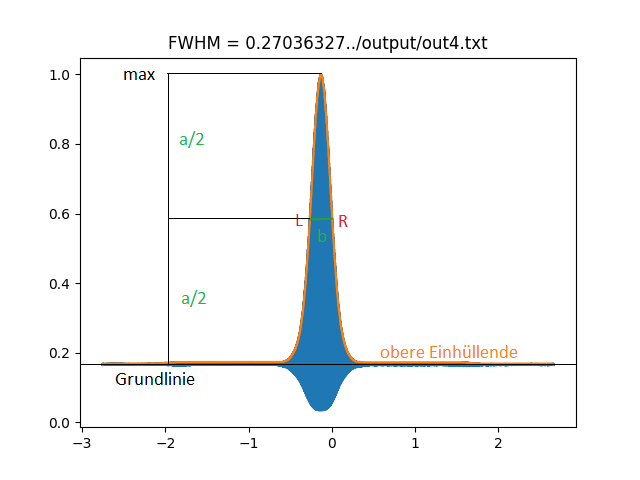 FWHM = 0.27036327../output/out4.txt
1.0
max
a/2
0.8
0.6
L
R
b
0.4
a/2
0.2
obere Einhüllende
Grundlinie
0.0
−3
−2
−1
0
1
2